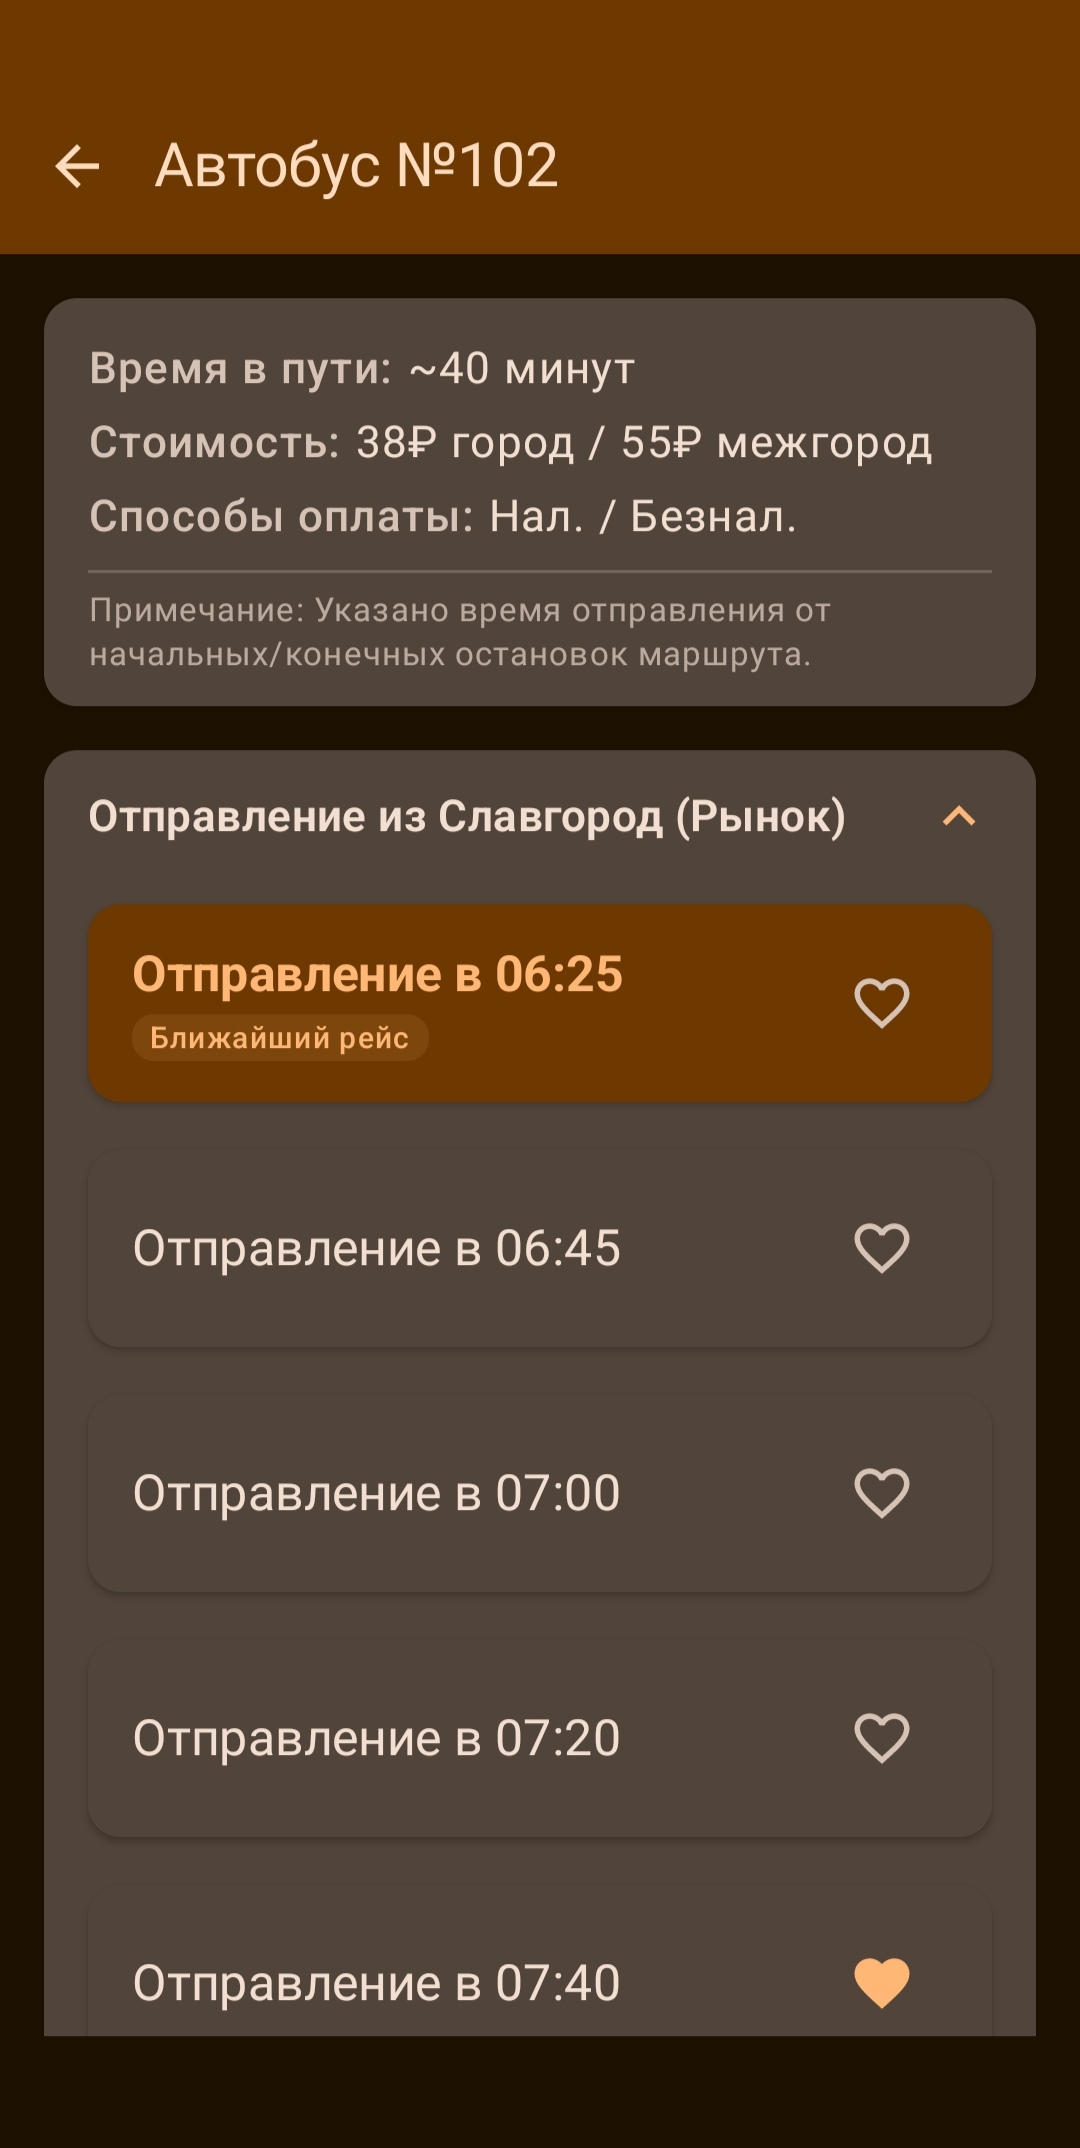 Автобус №102
Время в пути: ~40 минут
Стоимость: 38₽ город / 55₽ межгород
Способы оплаты: Нал. / Безнал.
Примечание: Указано время отправления от
начальных/конечных остановок маршрута.
Отправление из Славгород (Рынок)
Отправление в 06:25
Ближайший рейс
Отправление в 06:45
Отправление в 07:00
Отправление в 07:20
Отправление в 07:40